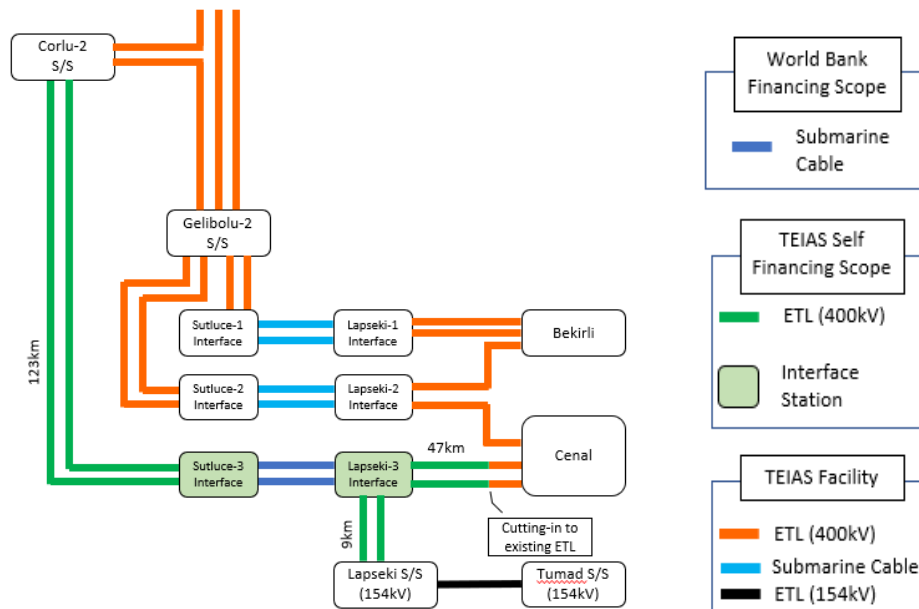 Corlu-2
S/S
Gelibolu-2
S/S
Sutluce-1
Interface
Lapseki-1
Interface
Bekirli
Sutluce-2
Interface
Lapseki-2
Interface
Cenal
123km
47km
Sutluce-3
Interface
Lapseki-3
Interface
Cutting-in to
existing ETL
9km
Lapseki S/S
(154kV)
Tumad S/S
(154kV)
World Bank
Financing Scope
Submarine
Cable
TEIAS Self
Financing Scope
ETL (400kV)
Interface
Station
TEIAS Facility
ETL (400kV)
Submarine Cable
ETL (154kV)